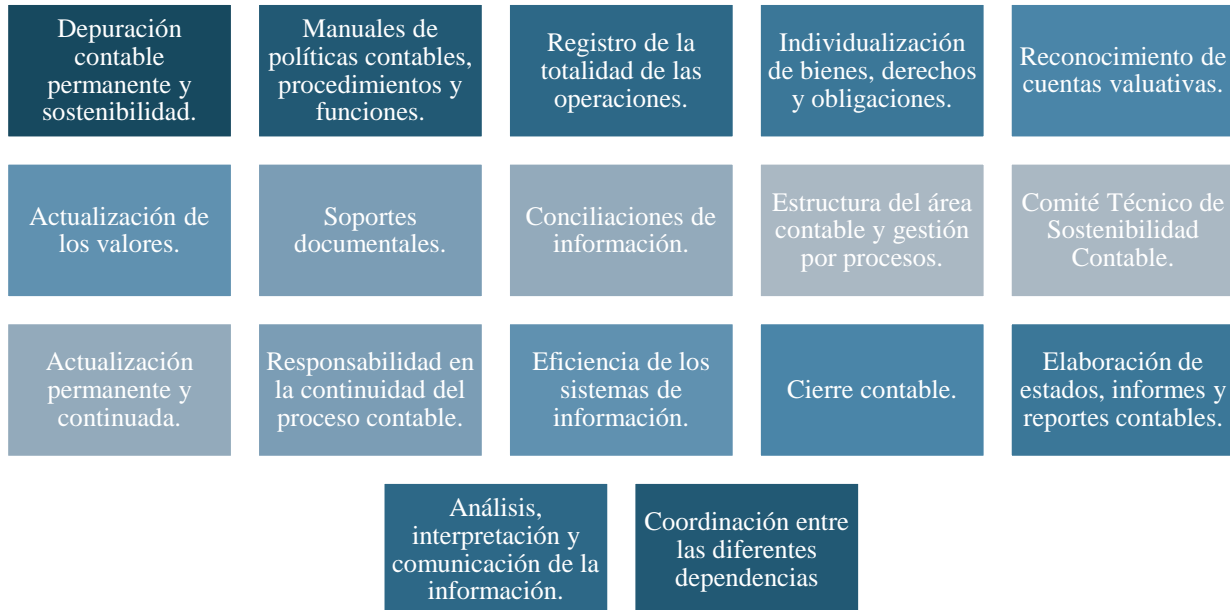 Depuración
contable
permanente y
sostenibilidad.
Manuales de
políticas contables,
procedimientos y
funciones.
Registro de la
totalidad de las
operaciones.
Individualización
de bienes, derechos
y obligaciones.
Reconocimiento de
cuentas valuativas.
Actualización de
los valores.
Soportes
documentales.
Conciliaciones de
información.
Estructura del área
contable y gestión
por procesos.
Comité Técnico de
Sostenibilidad
Contable.
Actualización
permanente y
continuada.
Responsabilidad en
la continuidad del
proceso contable.
Eficiencia de los
sistemas de
información.
Cierre contable.
Elaboración de
estados, informes y
reportes contables.
Análisis,
interpretación y
comunicación de la
información.
Coordinación entre
las diferentes
dependencias